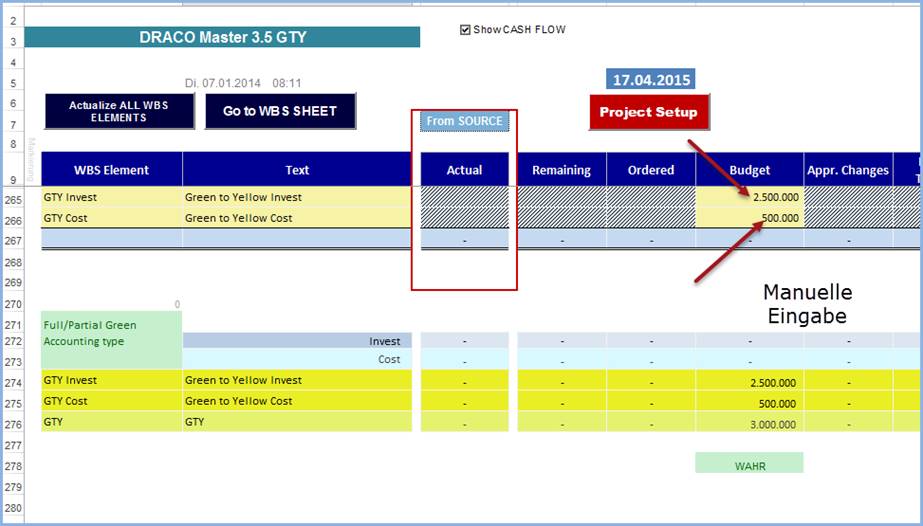 2
DRACO Master 3.5 GTY
Show CASH FLOW
3
4
5
Di. 07.01.2014 08:11
17.04.2015
6
Actualize ALL WBS
ELEMENTS
Go to WBS SHEET
Project Setup
7
From SOURCE
8
Markierung
9
WBS Element Text Actual Remaining Ordered Budget Appr. Changes
265 GTY Invest Green to Yellow Invest 2.500.000
266 GTY Cost Green to Yellow Cost 500.000
267 - - - - -
268
269
Manuelle
Eingabe
270 0
271 Full/Partial Green
272 Accounting type Invest - - - - -
273 Cost - - - - -
274 GTY Invest Green to Yellow Invest - - - 2.500.000 -
275 GTY Cost Green to Yellow Cost - - - 500.000 -
276 GTY GTY - - - 3.000.000 -
277
278 WAHR
279
280